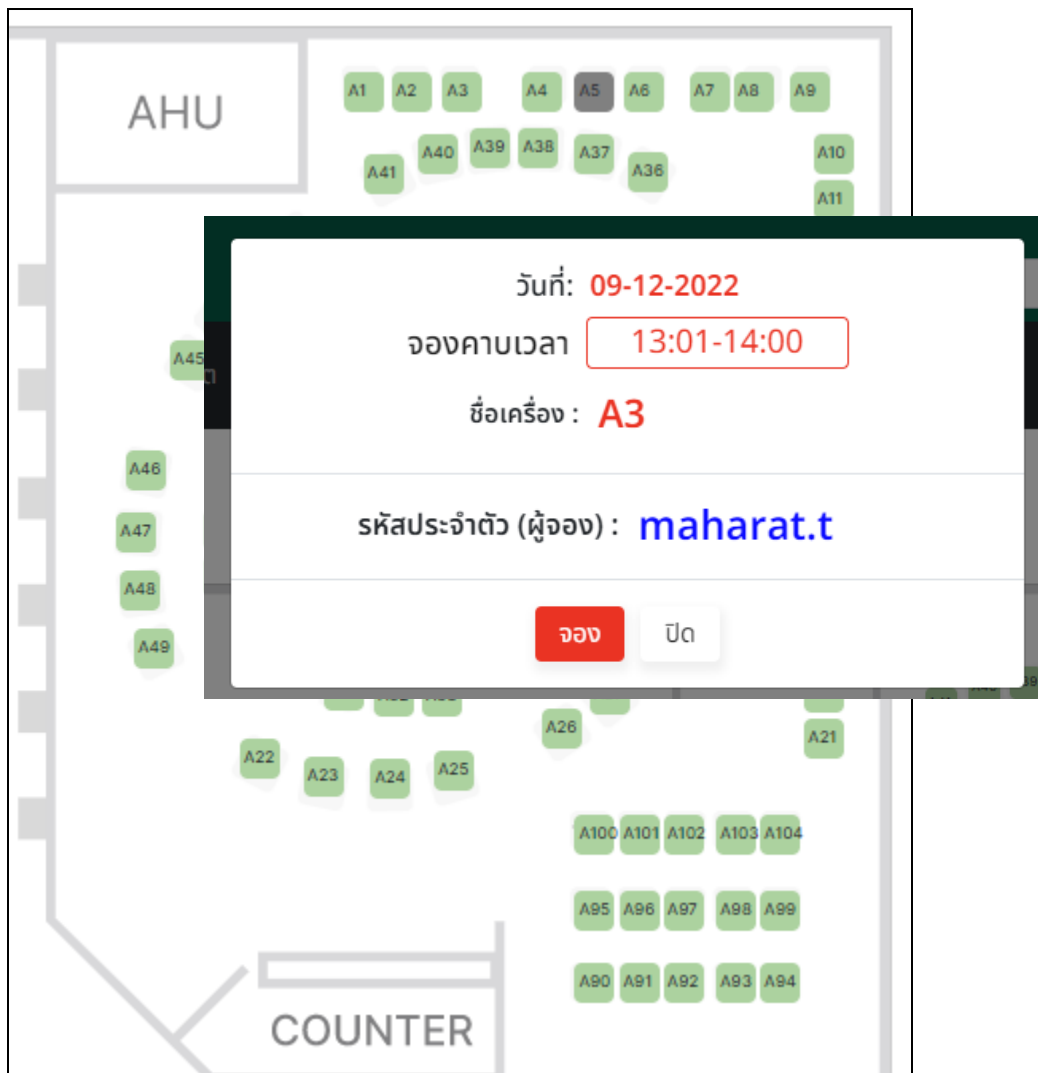 AHU
A1 A2 A3 A4 A5 A6 A7 A8 A9
A41 A40 A39 A38 A37 A36
A10
A11
วันที่: 09-12-2022
จองคาบเวลา 13:01-14:00
ชื่อเครื่อง : A3
รหัสประจำตัว (ผู้จอง) : maharat.t
จอง ปิด
A45
A46
A47
A48
A49
A26
A21
A22 A23 A24 A25
A100 A101 A102 A103 A104
A95 A96 A97 A98 A99
A90 A91 A92 A93 A94
COUNTER